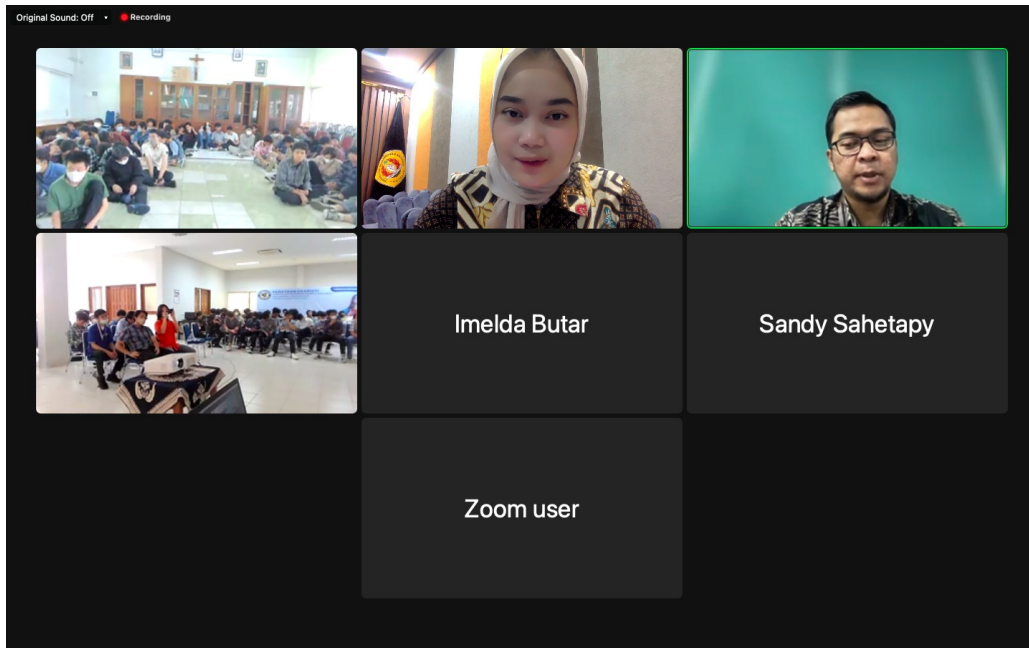 Original Sound: Off
Recording
Imelda Butar
Sandy Sahetapy
Zoom user